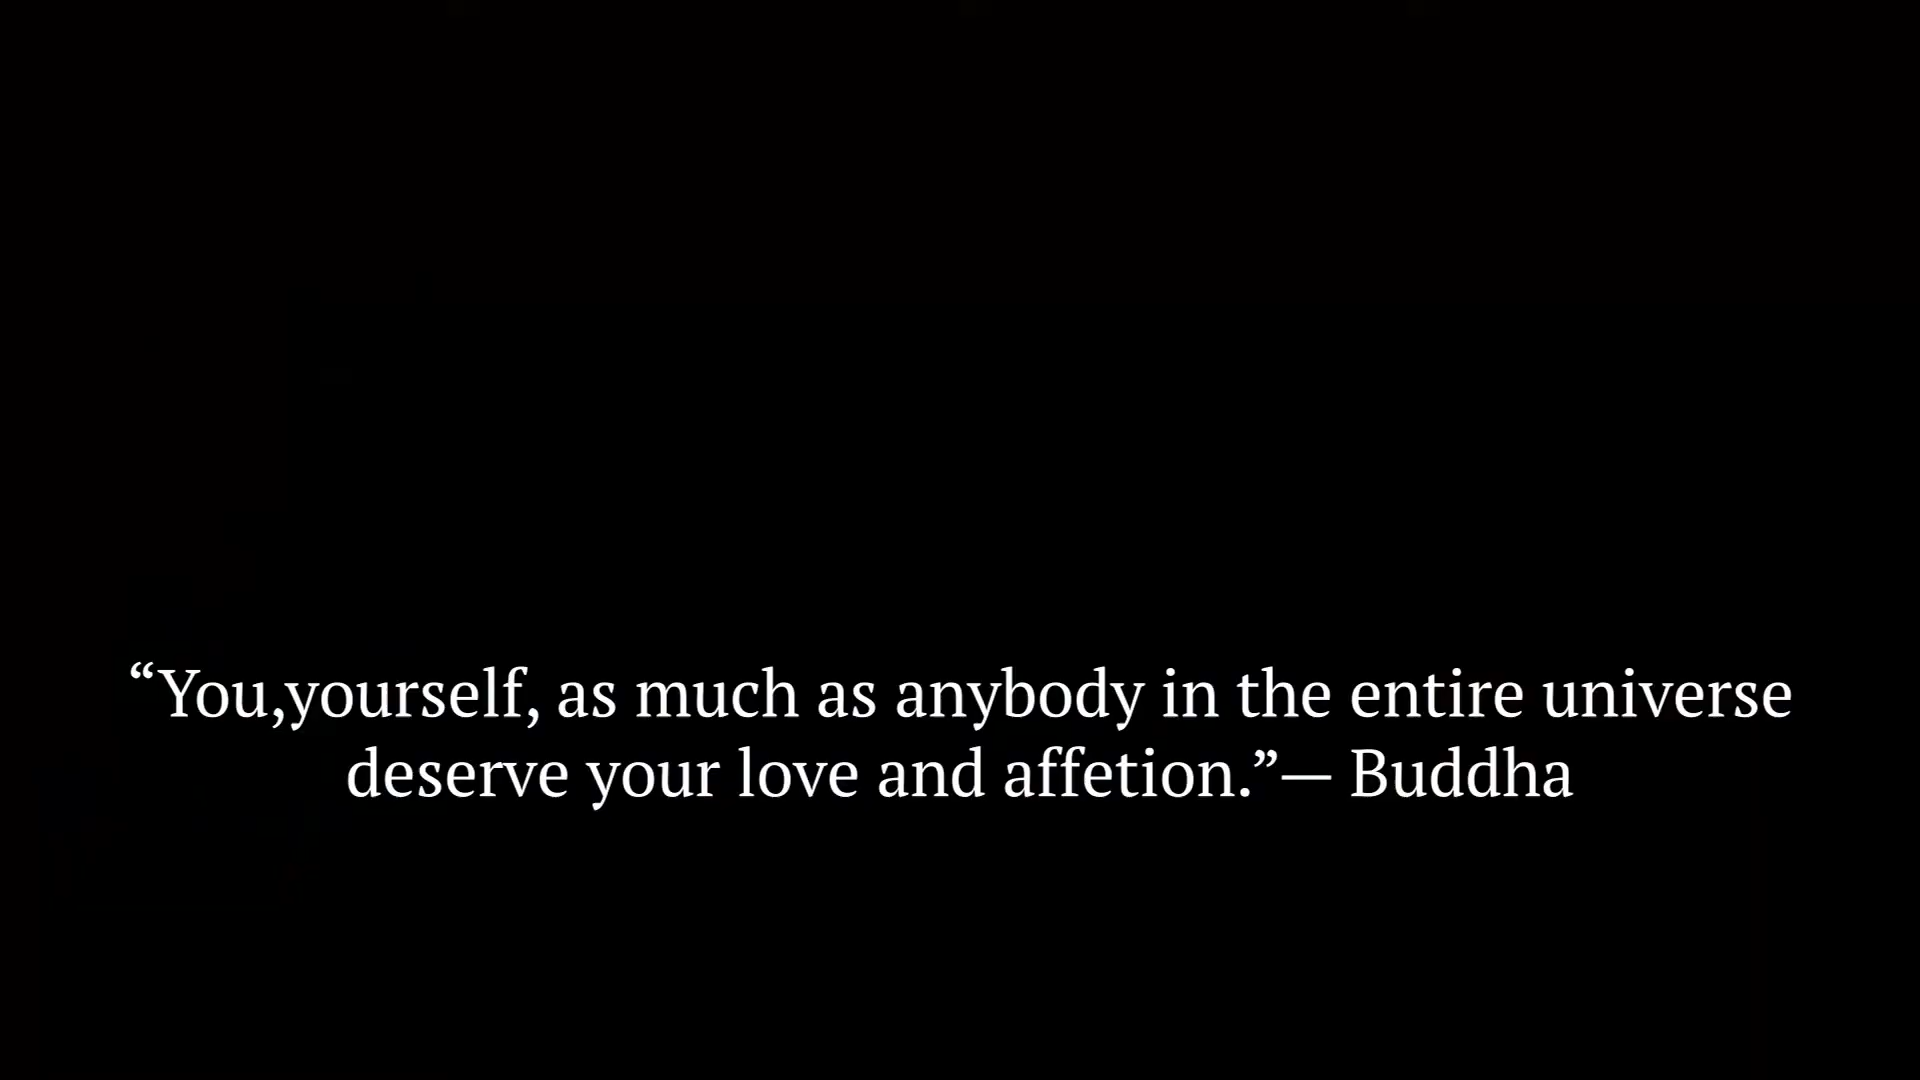 “You,yourself, as much as anybody in the entire universe
deserve your love and affetion.”— Buddha